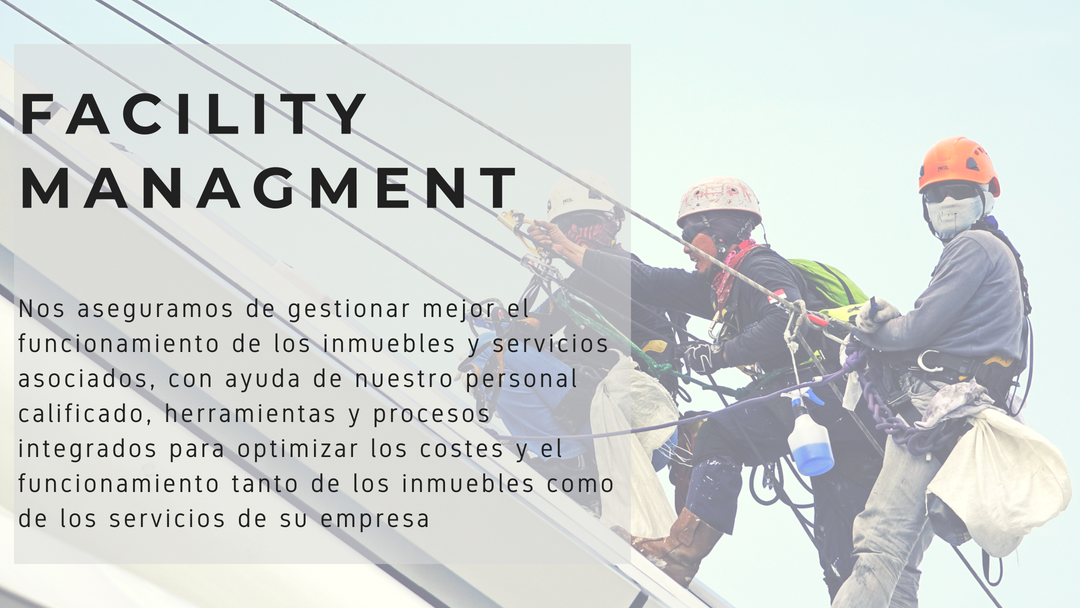 FACILITY
MANAGMENT
Nos aseguramos de gestionar mejor el
funcionamiento de los inmuebles y servicios
asociados, con ayuda de nuestro personal
calificado, herramientas y procesos
integrados para optimizar los costes y el
funcionamiento tanto de los inmuebles como
de los servicios de su empresa